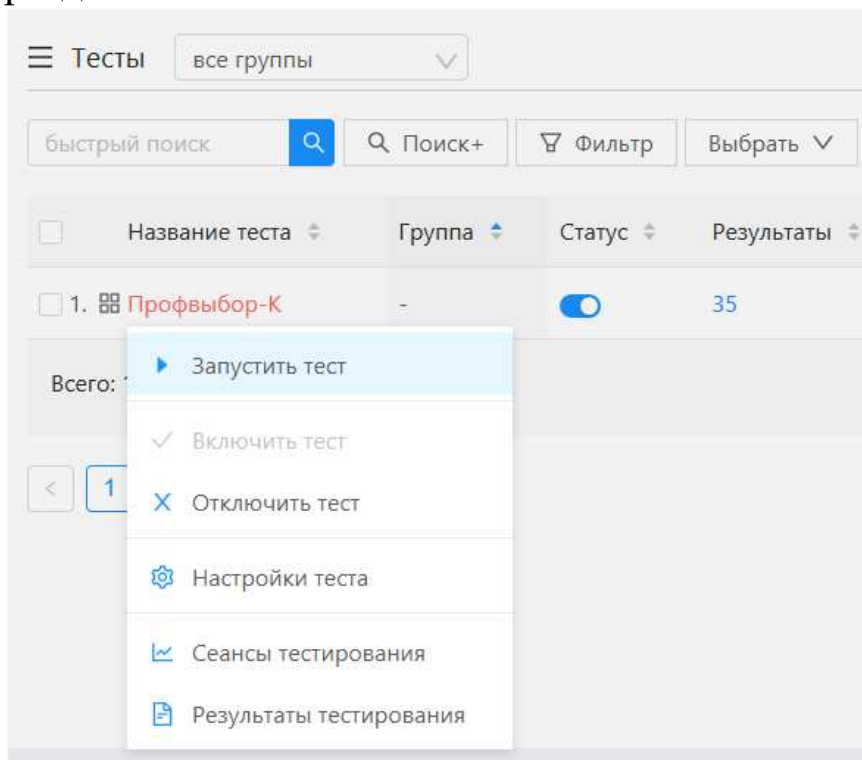 Тесты все группы
быстрый поиск Поиск+ Фильтр Выбрать
Название теста Группа Статус Результаты
1. Профвыбор-К - 35
Запустить тест
Всего:
Включить тест
1
Отключить тест
Настройки теста
Сеансы тестирования
Результаты тестирования